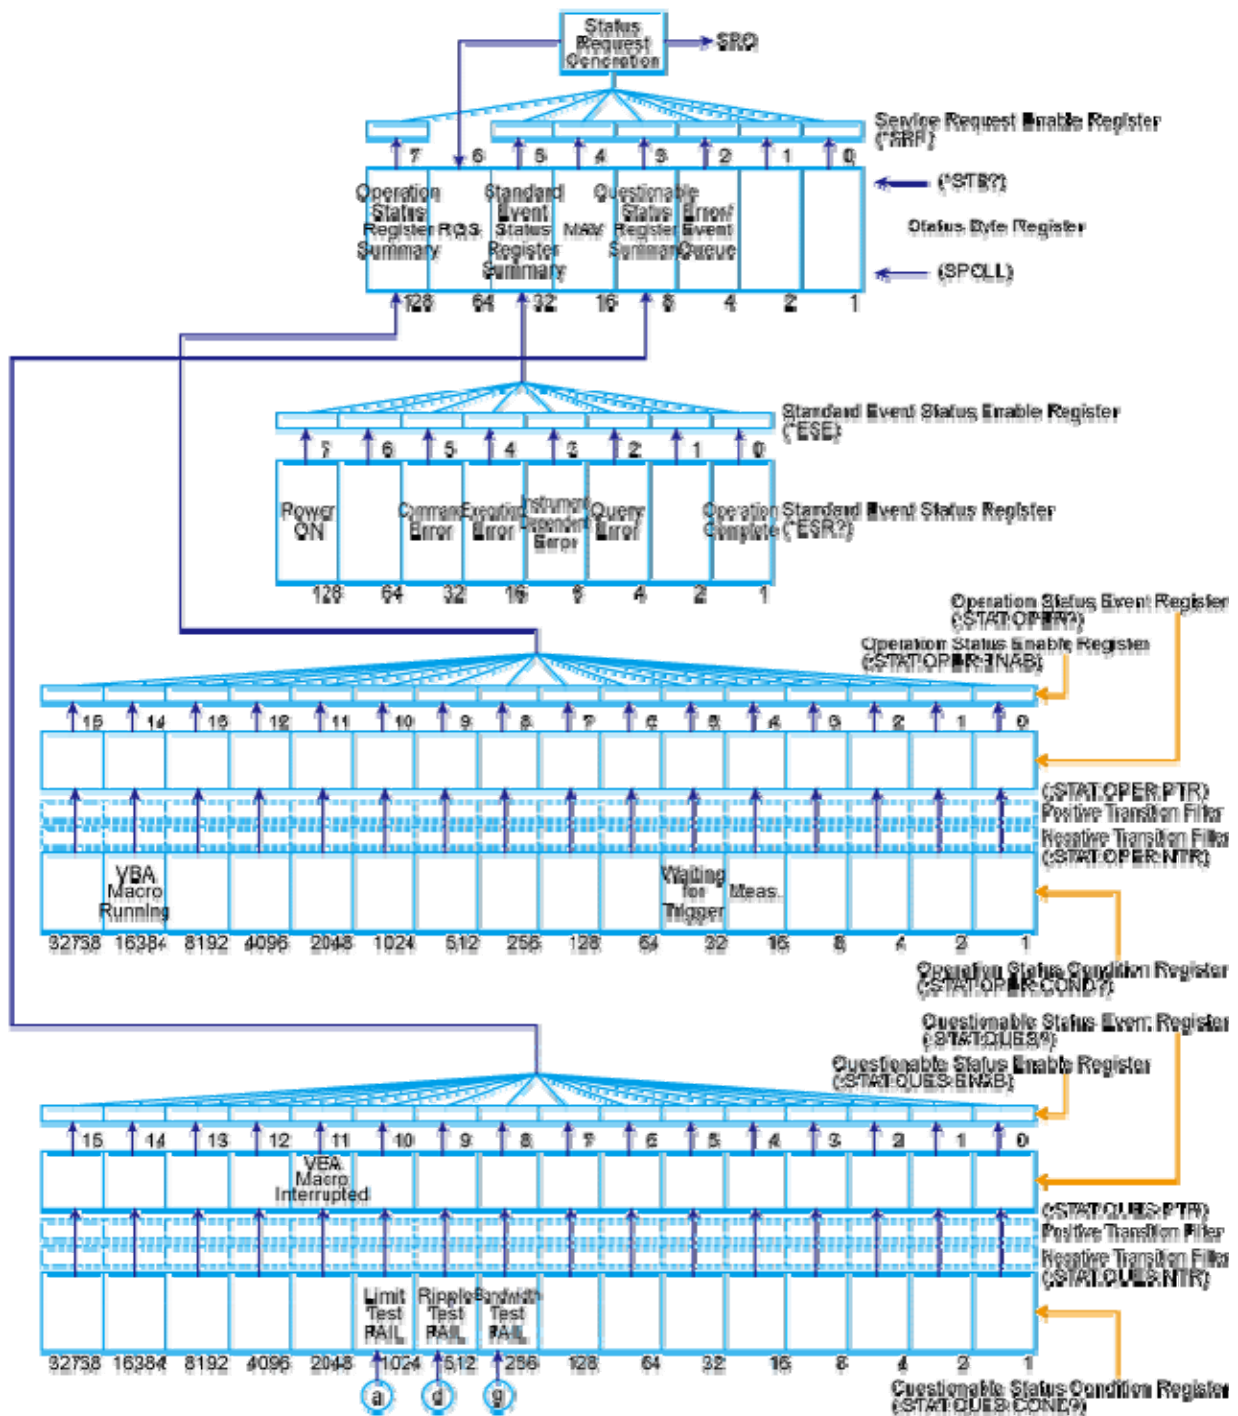 Status
Request
Generation
SRQ
Service Request Enable Register
(*SRE)
7 6 5 4 3 2 1 0
Operation
Status
Register
Summary
RQS
Standard
Event
Status
Register
Summary
MAV
Questionable
Status
Register
Summary
Error/
Event
Queue
(*STB?)
Status Byte Register
(SPOLL)
128 64 32 16 8 4 2 1
Standard Event Status Enable Register
(*ESE)
7 6 5 4 3 2 1 0
Power
ON
Command
Error
Execution
Error
Instrument
Dependent
Error
Query
Error
Operation
Complete
Standard Event Status Register
(*ESR?)
128 64 32 16 8 4 2 1
Operation Status Event Register
(:STAT:OPER?)
Operation Status Enable Register
(:STAT:OPER:ENAB)
15 14 13 12 11 10 9 8 7 6 5 4 3 2 1 0
(:STAT:OPER:PTR)
Positive Transition Filter
Negative Transition Filter
(:STAT:OPER:NTR)
VBA
Macro
Running
Waiting
for
Trigger
Meas.
32738 16384 8192 4096 2048 1024 512 256 128 64 32 16 8 4 2 1
Operation Status Condition Register
(:STAT:OPER:COND?)
Questionable Status Event Register
(:STAT:QUES?)
Questionable Status Enable Register
(:STAT:QUES:ENAB)
15 14 13 12 11 10 9 8 7 6 5 4 3 2 1 0
VBA
Macro
Interrupted
(:STAT:QUES:PTR)
Positive Transition Filter
Negative Transition Filter
(:STAT:QUES:NTR)
Limit
Test
FAIL
Ripple
Test
FAIL
Bandwidth
Test
FAIL
32738 16384 8192 4096 2048 1024 512 256 128 64 32 16 8 4 2 1
a d g
Questionable Status Condition Register
(:STAT:QUES:COND?)